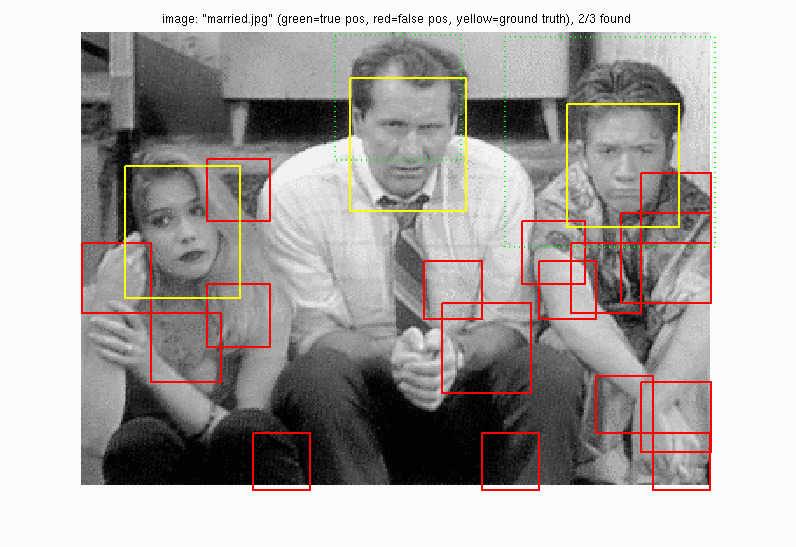 image: "married.jpg" (green=true pos, red=false pos, yellow=ground truth), 2/3 found